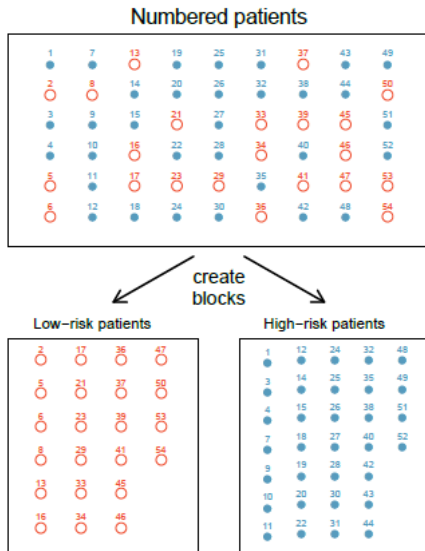 Numbered patients
1 7 13 19 25 31 37 43 49
2 8 14 20 26 32 38 44 50
3 9 15 21 27 33 39 45 51
4 10 16 22 28 34 40 46 52
5 11 17 23 29 35 41 47 53
6 12 18 24 30 36 42 48 54
create
blocks
Low-risk patients
2 17 36 47
5 21 37 50
6 23 39 53
8 29 41 54
13 33 45
16 34 46
High-risk patients
1 12 24 32 48
3 14 25 35 49
4 15 26 38 51
7 18 27 40 52
9 19 28 42
10 20 30 43
11 22 31 44